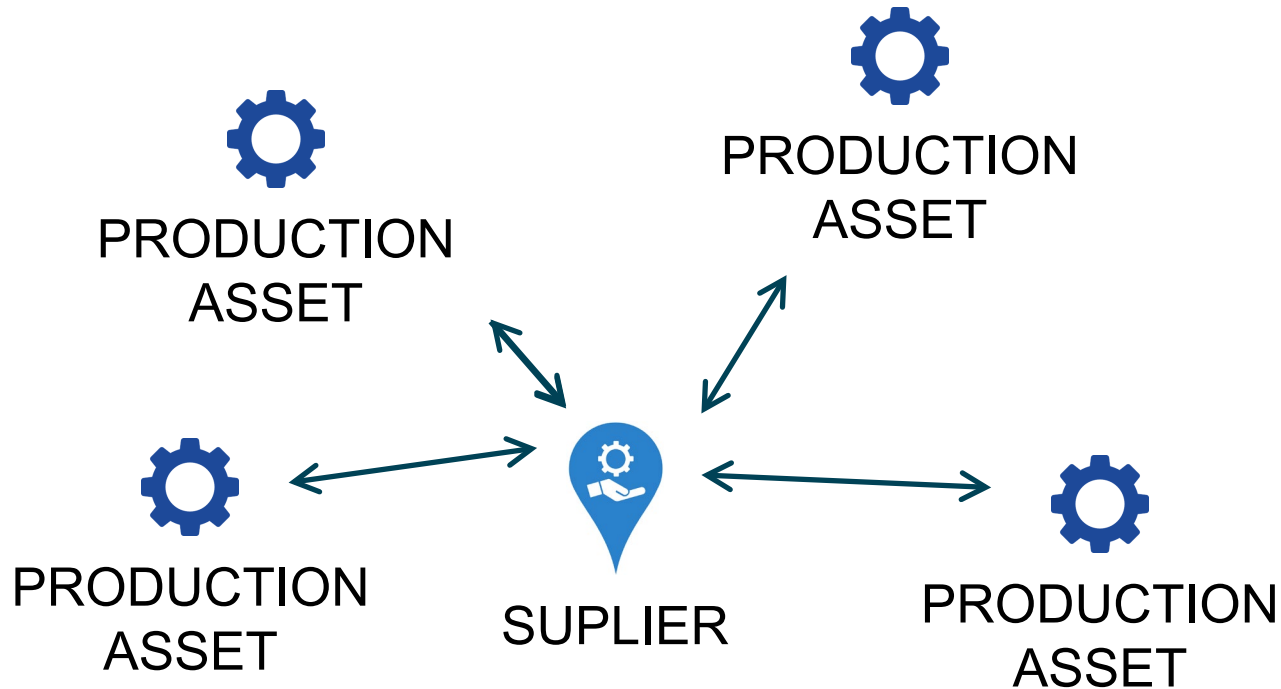 PRODUCTION
ASSET
PRODUCTION
ASSET
PRODUCTION
ASSET
SUPLIER
PRODUCTION
ASSET